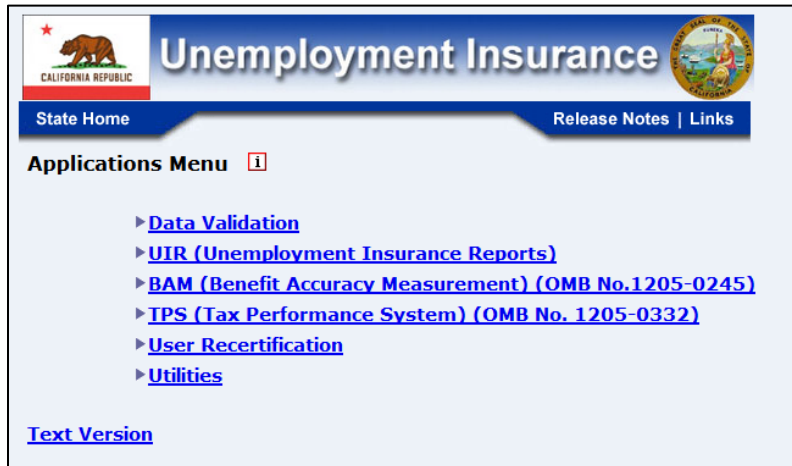 CALIFORNIA REPUBLIC
Unemployment Insurance
State Home
Release Notes | Links
Applications Menu i
Data Validation
UIR (Unemployment Insurance Reports)
BAM (Benefit Accuracy Measurement) (OMB No.1205-0245)
TPS (Tax Performance System) (OMB No. 1205-0332)
User Recertification
Utilities
Text Version